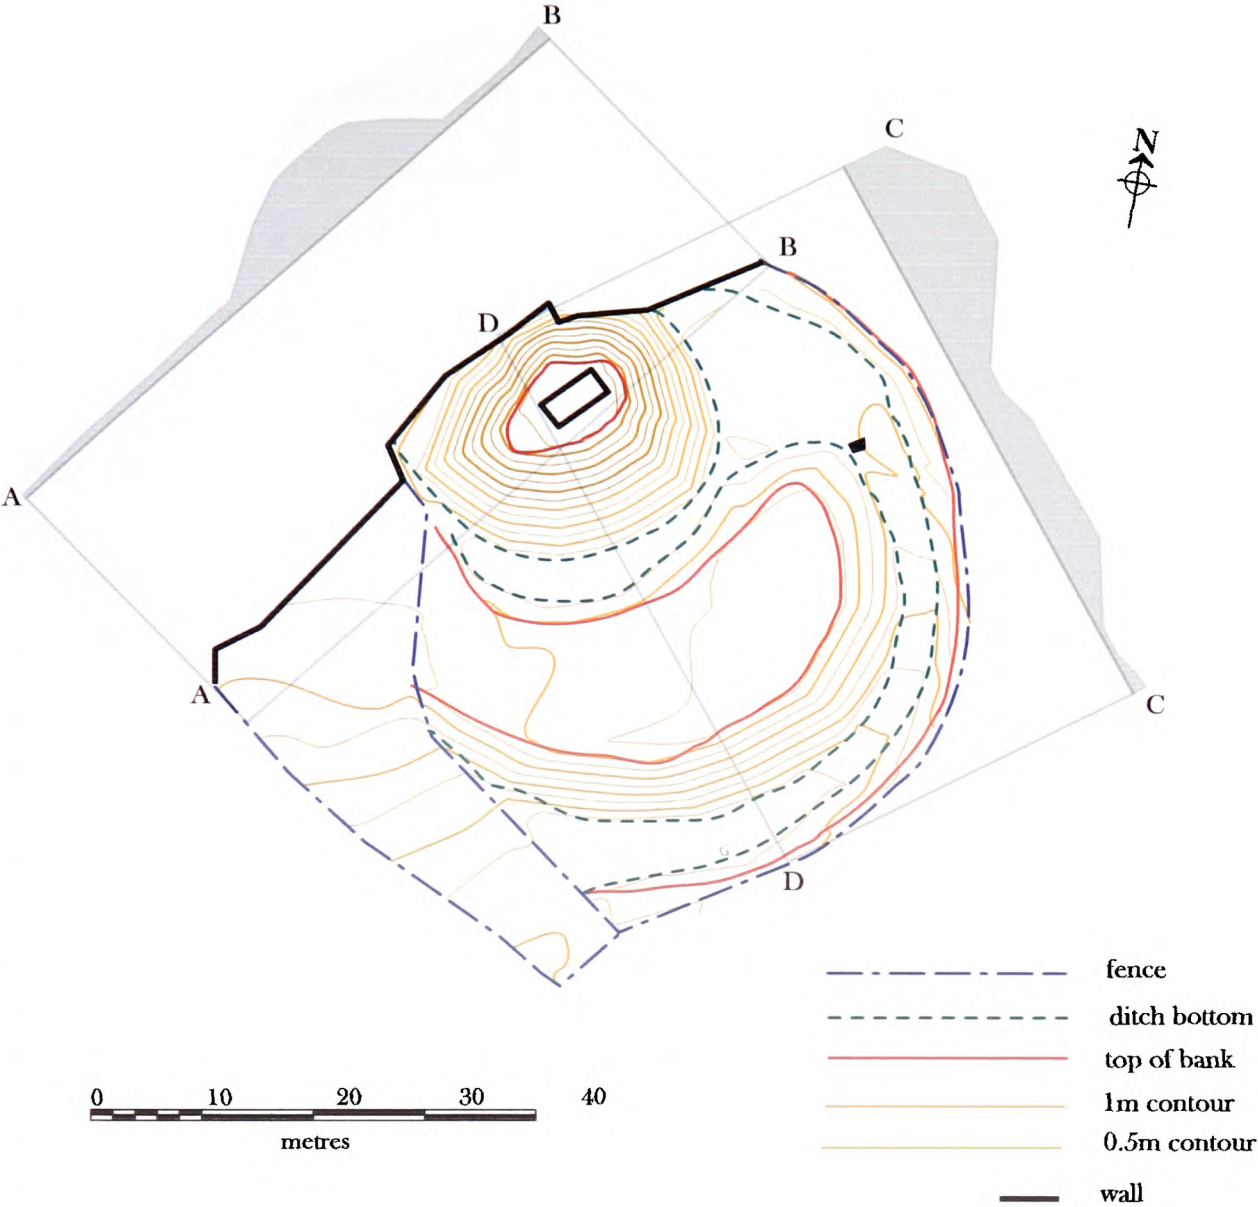 B
C
N
B
D
A
A
C
D
fence
ditch bottom
top of bank
1m contour
0.5m contour
wall
0 10 20 30 40
metres